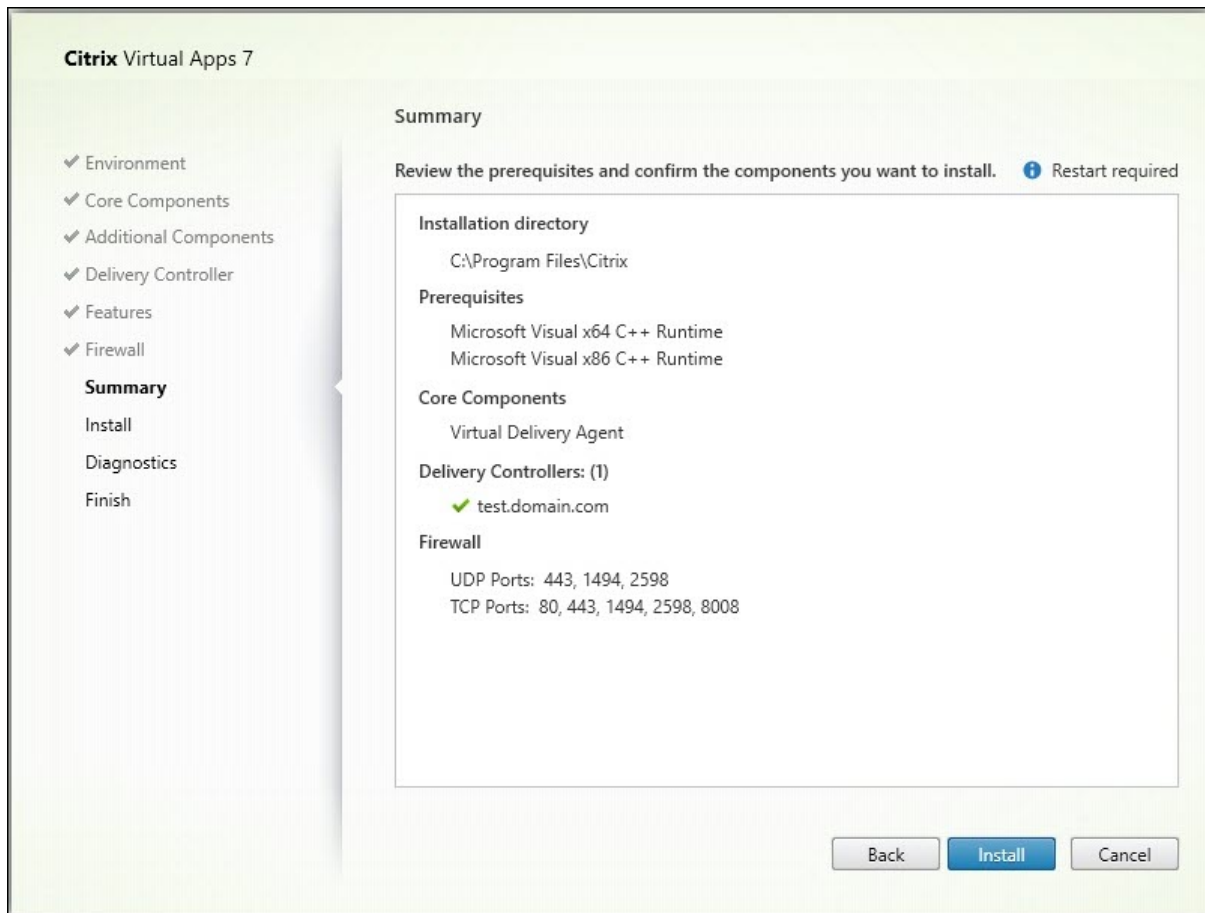 Citrix Virtual Apps 7
Environment
Core Components
Additional Components
Delivery Controller
Features
Firewall
Summary
Install
Diagnostics
Finish
Summary
Review the prerequisites and confirm the components you want to install.
Restart required
Installation directory
C:\Program Files\Citrix
Prerequisites
Microsoft Visual x64 C++ Runtime
Microsoft Visual x86 C++ Runtime
Core Components
Virtual Delivery Agent
Delivery Controllers: (1)
test.domain.com
Firewall
UDP Ports: 443, 1494, 2598
TCP Ports: 80, 443, 1494, 2598, 8008
Back
Install
Cancel